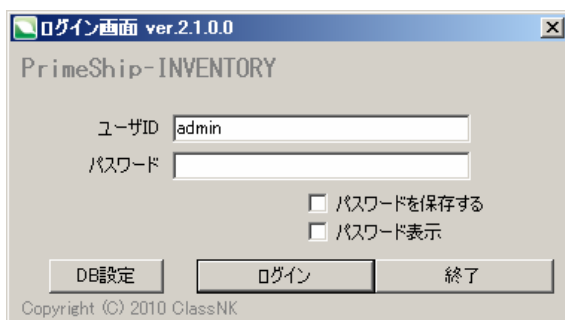 ログイン画面 ver.2.1.0.0
PrimeShip-INVENTORY
ユーザID admin
パスワード
パスワードを保存する
パスワード表示
DB設定 ログイン 終了
Copyright (C) 2010 ClassNK